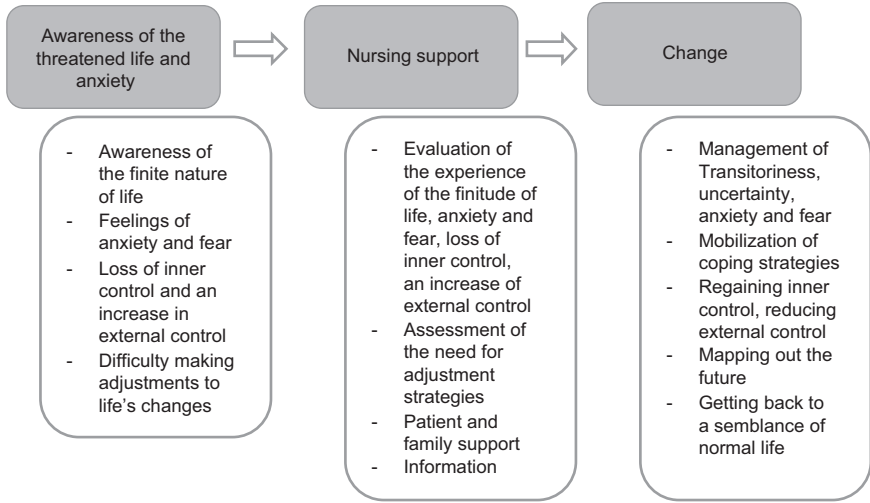 Awareness of the
threatened life and
anxiety
Nursing support
Change
- Awareness of
the finite nature
of life
- Feelings of
anxiety and fear
- Loss of inner
control and an
increase in
external control
- Difficulty making
adjustments to
life's changes
- Evaluation of
the experience
of the finitude of
life, anxiety and
fear, loss of
inner control,
an increase of
external control
- Assessment of
the need for
adjustment
strategies
- Patient and
family support
- Information
- Management of
Transitoriness,
uncertainty,
anxiety and fear
- Mobilization of
coping strategies
- Regaining inner
control, reducing
external control
- Mapping out the
future
- Getting back to
a semblance of
normal life